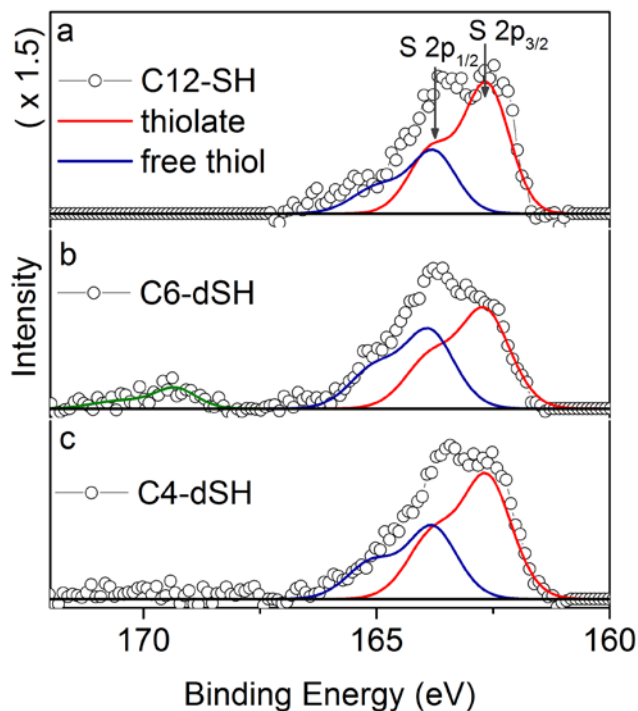 a
S 2p1/2
S 2p3/2
C12-SH
thiolate
free thiol
( x 1.5)
b
C6-dSH
Intensity
c
C4-dSH
170
165
160
Binding Energy (eV)